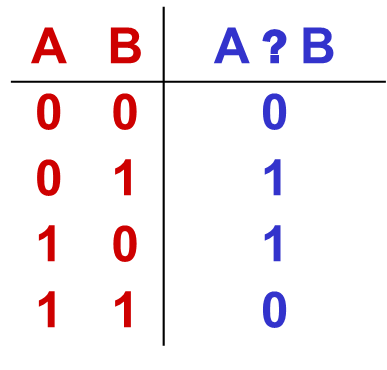 A B A ? B
0 0 0
0 1 1
1 0 1
1 1 0